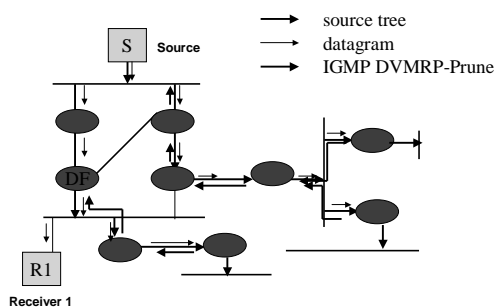 S
Source
source tree
datagram
IGMP DVMRP-Prune
DF
R1
Receiver 1